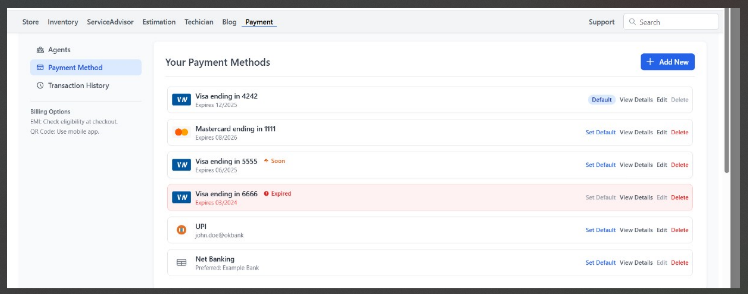 Store Inventory ServiceAdvisor Estimation Techician Blog Payment Support Search
Agents
Payment Method
Transaction History
Billing Options
EMI: Check eligibility at checkout.
QR Code: Use mobile app.
Your Payment Methods
+ Add New
Visa ending in 4242
Expires 12/2025
Default View Details Edit Delete
Mastercard ending in 1111
Expires 08/2026
Set Default View Details Edit Delete
Visa ending in 5555 Soon
Expires 06/2025
Set Default View Details Edit Delete
Visa ending in 6666 Expired
Expires 03/2024
Set Default View Details Edit Delete
UPI
john.doe@okbank
Set Default View Details Edit Delete
Net Banking
Preferred: Example Bank
Set Default View Details Edit Delete